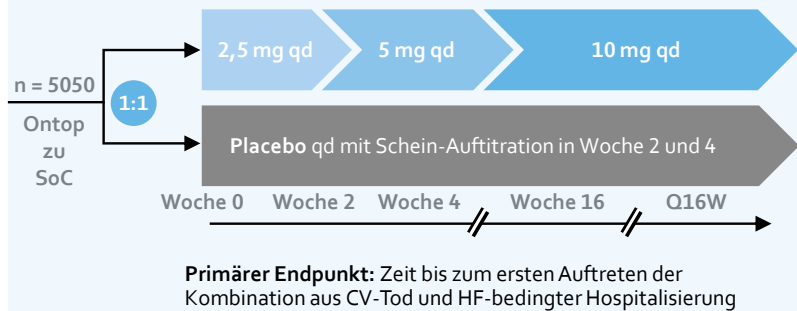 2,5 mg qd 5 mg qd 10 mg qd
n = 5050
1:1
Ontop
zu
SoC
Placebo qd mit Schein-Auftitration in Woche 2 und 4
Woche 0 Woche 2 Woche 4 Woche 16 Q16W
Primärer Endpunkt: Zeit bis zum ersten Auftreten der
Kombination aus CV-Tod und HF-bedingter Hospitalisierung